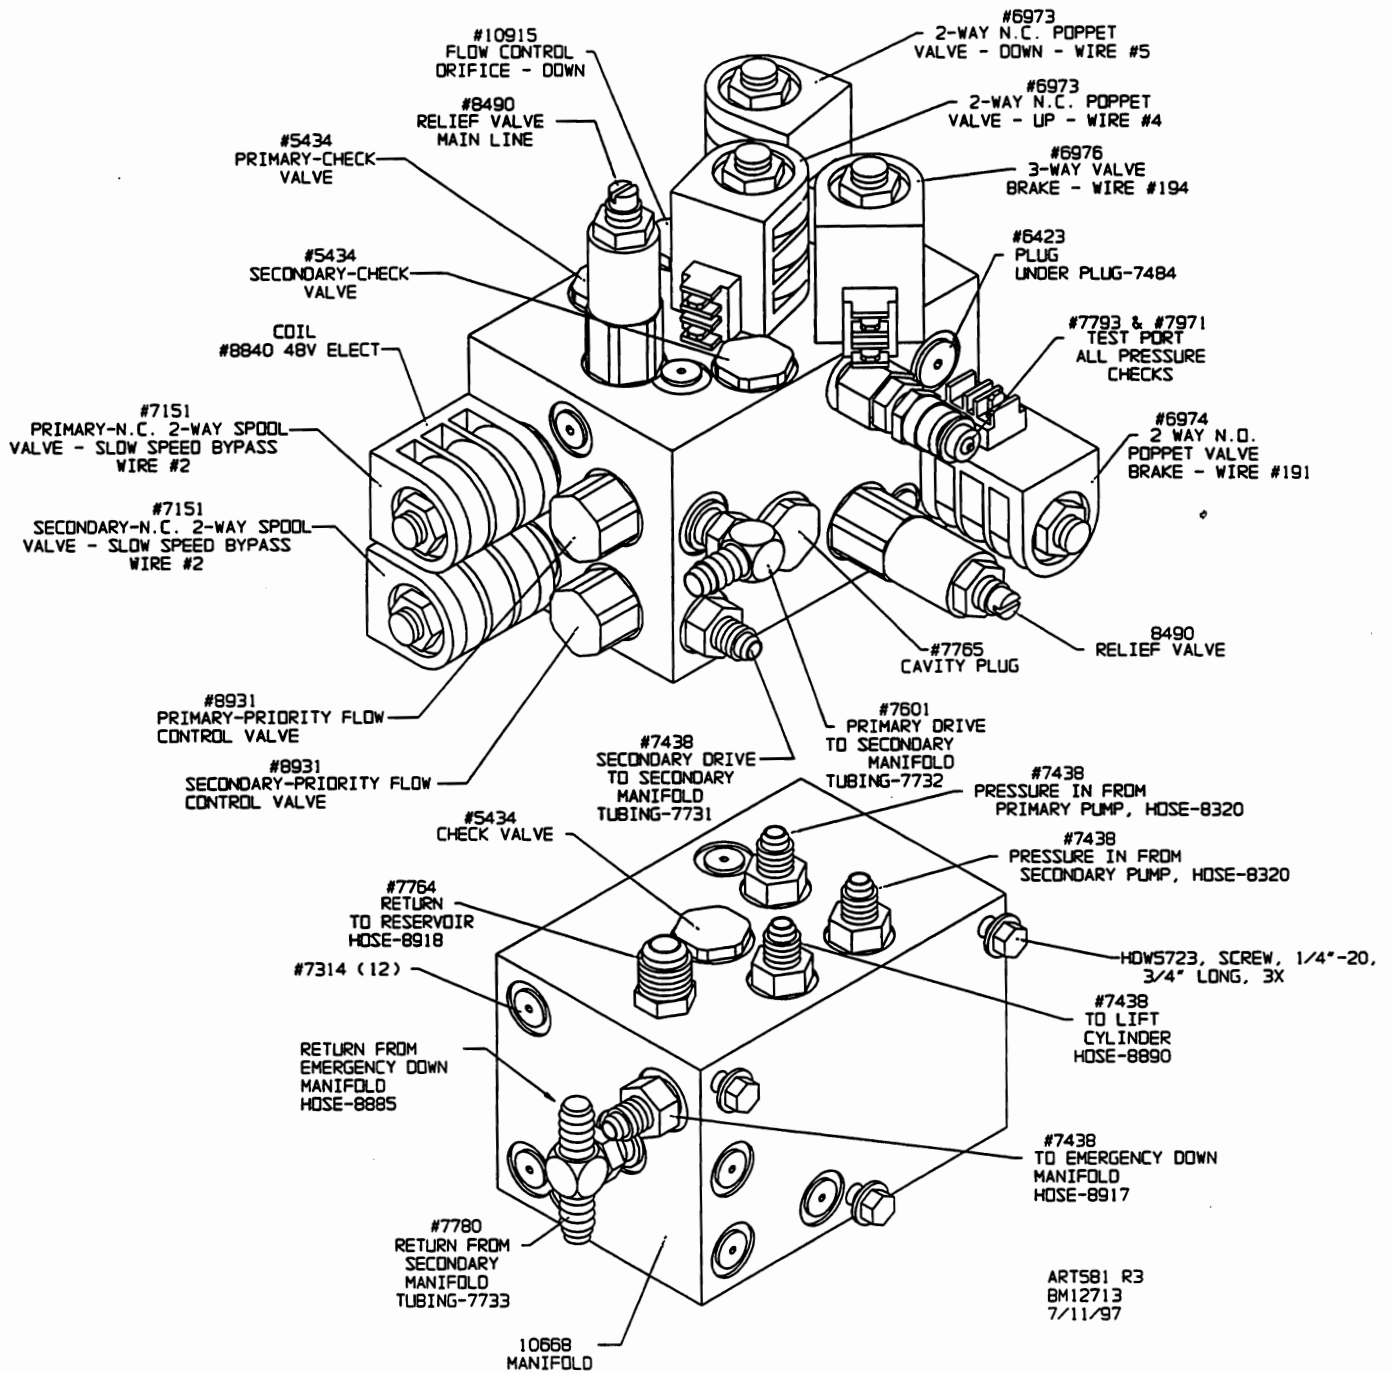 #10915
FLOW CONTROL
ORIFICE - DOWN
#8490
RELIEF VALVE
MAIN LINE
#5434
PRIMARY-CHECK
VALVE
#5434
SECONDARY-CHECK
VALVE
COIL
#8840 48V ELECT
#7151
PRIMARY-N.C. 2-WAY SPOOL
VALVE - SLOW SPEED BYPASS
WIRE #2
#7151
SECONDARY-N.C. 2-WAY SPOOL
VALVE - SLOW SPEED BYPASS
WIRE #2
#8931
PRIMARY-PRIORITY FLOW
CONTROL VALVE
#8931
SECONDARY-PRIORITY FLOW
CONTROL VALVE
#6973
2-WAY N.C. POPPET
VALVE - DOWN - WIRE #5
#6973
2-WAY N.C. POPPET
VALVE - UP - WIRE #4
#6976
3-WAY VALVE
BRAKE - WIRE #194
#6423
PLUG
UNDER PLUG-7484
#7793 & #7971
TEST PORT
ALL PRESSURE
CHECKS
#6974
2 WAY N.O.
POPPET VALVE
BRAKE - WIRE #191
8490
RELIEF VALVE
#7765
CAVITY PLUG
#7601
PRIMARY DRIVE
TO SECONDARY
MANIFOLD
TUBING-7732
#7438
SECONDARY DRIVE
TO SECONDARY
MANIFOLD
TUBING-7731
#7438
PRESSURE IN FROM
PRIMARY PUMP, HOSE-8320
#7438
PRESSURE IN FROM
SECONDARY PUMP, HOSE-8320
#5434
CHECK VALVE
#7764
RETURN
TO RESERVOIR
HOSE-8918
#7314 (12)
RETURN FROM
EMERGENCY DOWN
MANIFOLD
HOSE-8885
HDW5723, SCREW, 1/4"-20,
3/4" LONG, 3X
#7438
TO LIFT
CYLINDER
HOSE-8890
#7438
TO EMERGENCY DOWN
MANIFOLD
HOSE-8917
#7780
RETURN FROM
SECONDARY
MANIFOLD
TUBING-7733
10668
MANIFOLD
ART581 R3
BM12713
7/11/97